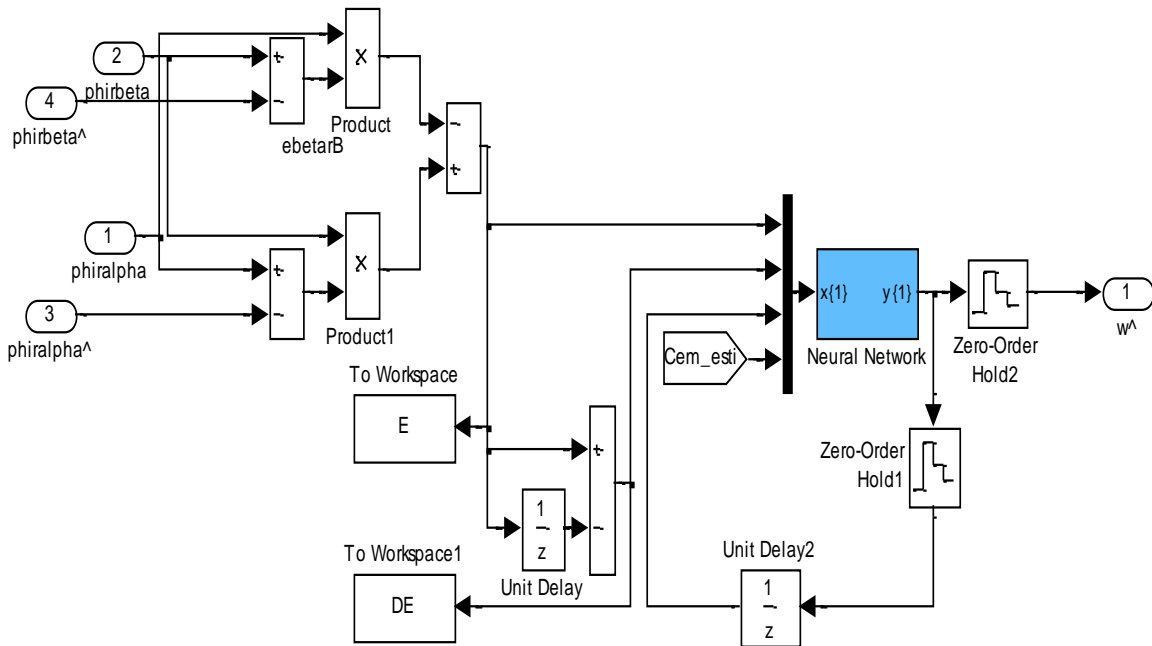 2
phirbeta
4
phirbeta^
+
-
ebetarB
X
Product
-
+
1
phiralpha
3
phiralpha^
+
-
X
Product1
To Workspace
E
+
-
1
z
Unit Delay
To Workspace1
DE
Cem_esti
x{1}
y{1}
Neural Network
Zero-Order
Hold2
1
w^
Zero-Order
Hold1
Unit Delay2
1
z